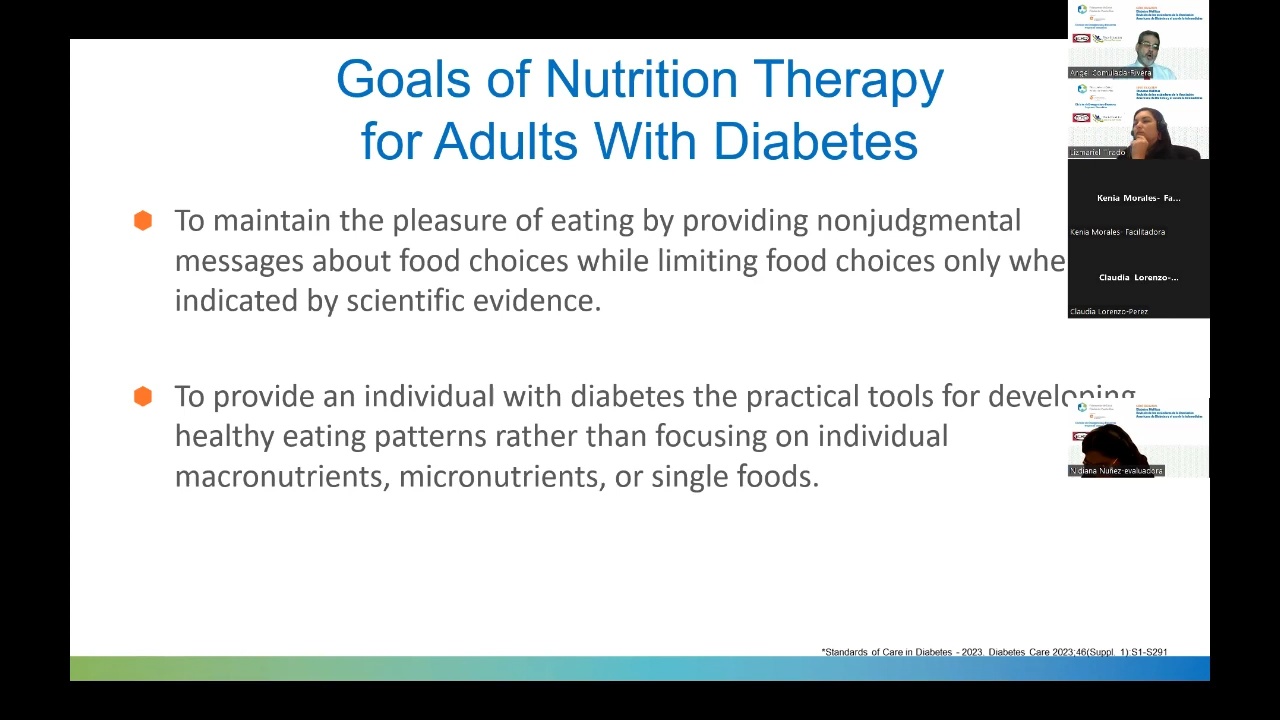 Goals of Nutrition Therapy
for Adults With Diabetes
To maintain the pleasure of eating by providing nonjudgmental
messages about food choices while limiting food choices only whe
indicated by scientific evidence.
To provide an individual with diabetes the practical tools for developing
healthy eating patterns rather than focusing on individual
macronutrients, micronutrients, or single foods.
*Standards of Care in Diabetes - 2023. Diabetes Care 2023;46(Suppl. 1):S1-S291
Angel Comulada-Rivera
Lizmariel Tirado
Kenia Morales- Fa...
Kenia Morales- Facilitadora
Claudia Lorenzo-...
Claudia Lorenzo-Perez
Nidiana Nuñez-evaluadora